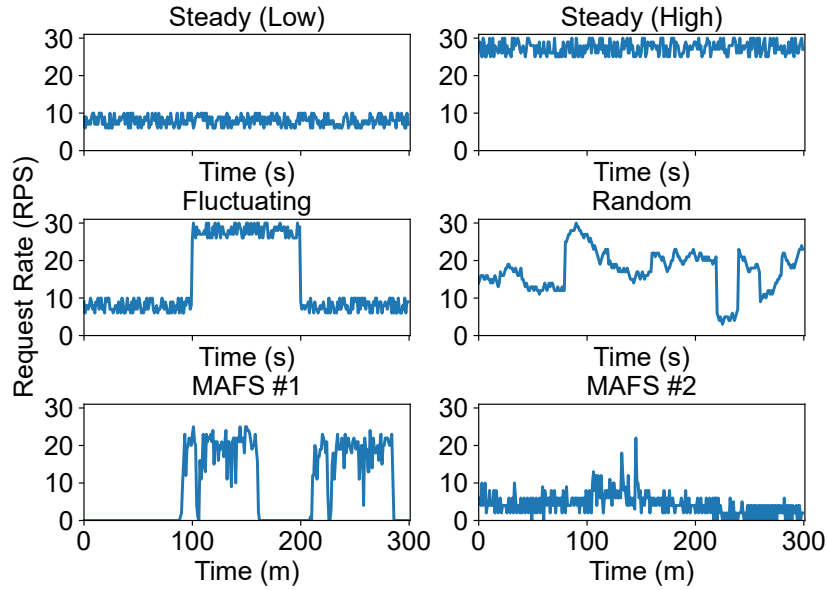 Steady (Low)
30
20
10
0
Time (s)
Steady (High)
30
20
10
0
Time (s)
Request Rate (RPS)
Fluctuating
30
20
10
0
Time (s)
Random
30
20
10
0
Time (s)
MAFS #1
30
20
10
0
0 100 200 300
Time (m)
MAFS #2
30
20
10
0
0 100 200 300
Time (m)